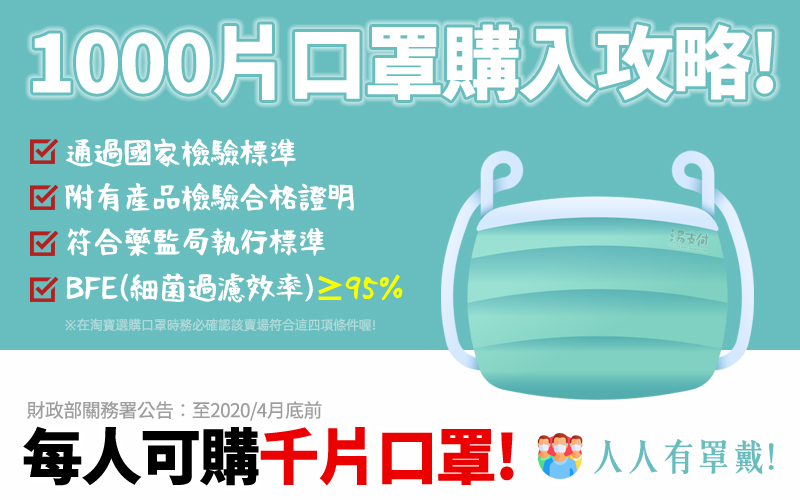 1000片口罩購入攻略!
通過國家檢驗標準
附有產品檢驗合格證明
符合藥監局執行標準
BFE(細菌過濾效率)≥95%
※在淘寶選購口罩時務必確認該賣場符合這四項條件喔!
湯支付
財政部關務署公告：至2020/4月底前
每人可購千片口罩!
人人有罩戴!